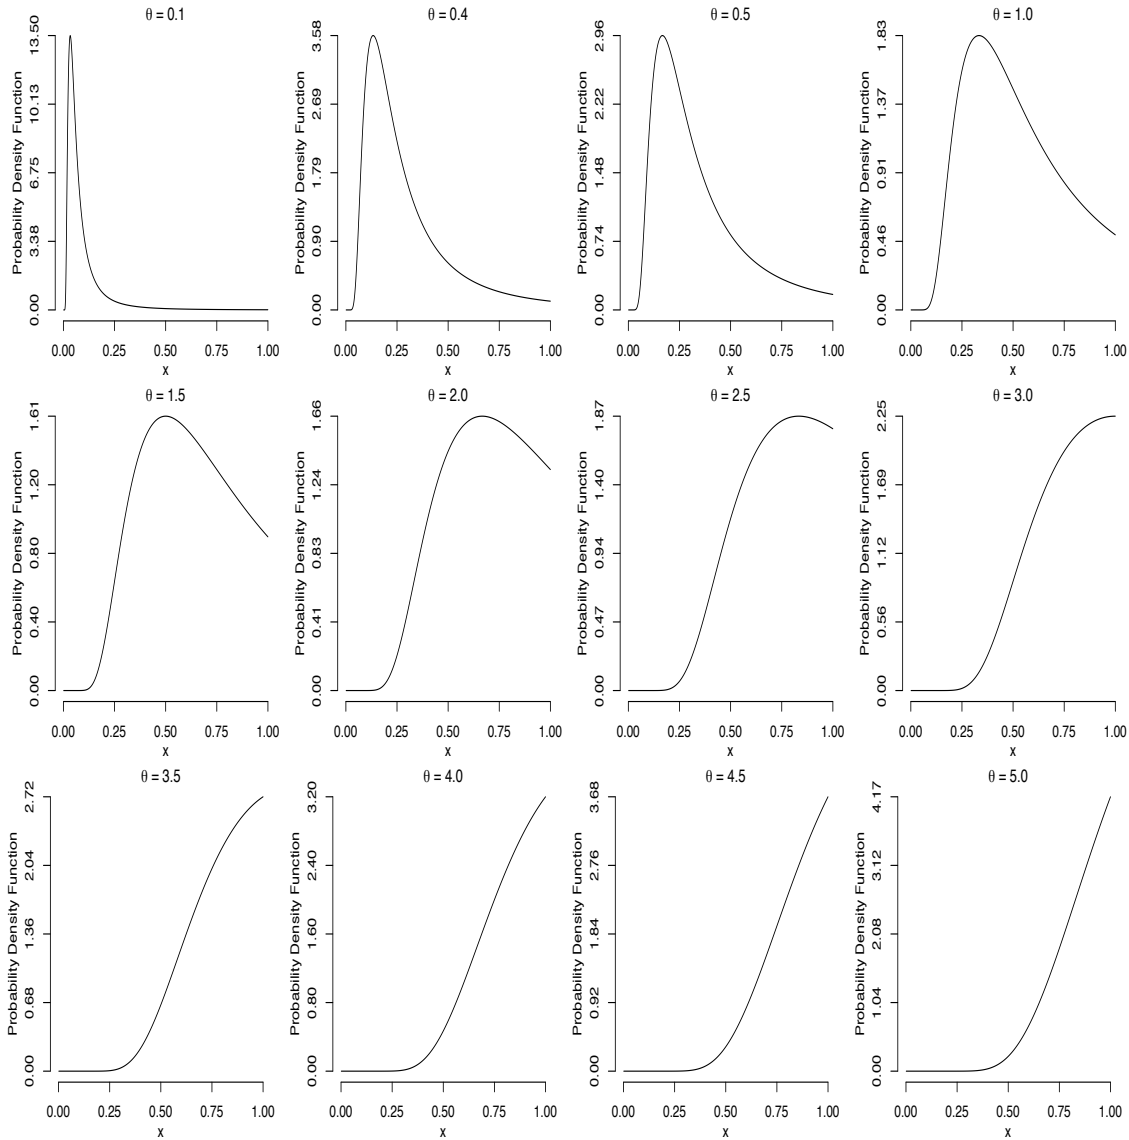 θ = 0.1
Probability Density Function
0.00 3.38 6.75 10.13 13.50
0.00 0.25 0.50 0.75 1.00
x
θ = 0.4
Probability Density Function
0.00 0.90 1.79 2.69 3.58
0.00 0.25 0.50 0.75 1.00
x
θ = 0.5
Probability Density Function
0.00 0.74 1.48 2.22 2.96
0.00 0.25 0.50 0.75 1.00
x
θ = 1.0
Probability Density Function
0.00 0.46 0.91 1.37 1.83
0.00 0.25 0.50 0.75 1.00
x
θ = 1.5
Probability Density Function
0.00 0.40 0.80 1.20 1.61
0.00 0.25 0.50 0.75 1.00
x
θ = 2.0
Probability Density Function
0.00 0.41 0.83 1.24 1.66
0.00 0.25 0.50 0.75 1.00
x
θ = 2.5
Probability Density Function
0.00 0.47 0.94 1.40 1.87
0.00 0.25 0.50 0.75 1.00
x
θ = 3.0
Probability Density Function
0.00 0.56 1.12 1.69 2.25
0.00 0.25 0.50 0.75 1.00
x
θ = 3.5
Probability Density Function
0.00 0.68 1.36 2.04 2.72
0.00 0.25 0.50 0.75 1.00
x
θ = 4.0
Probability Density Function
0.00 0.80 1.60 2.40 3.20
0.00 0.25 0.50 0.75 1.00
x
θ = 4.5
Probability Density Function
0.00 0.92 1.84 2.76 3.68
0.00 0.25 0.50 0.75 1.00
x
θ = 5.0
Probability Density Function
0.00 1.04 2.08 3.12 4.17
0.00 0.25 0.50 0.75 1.00
x